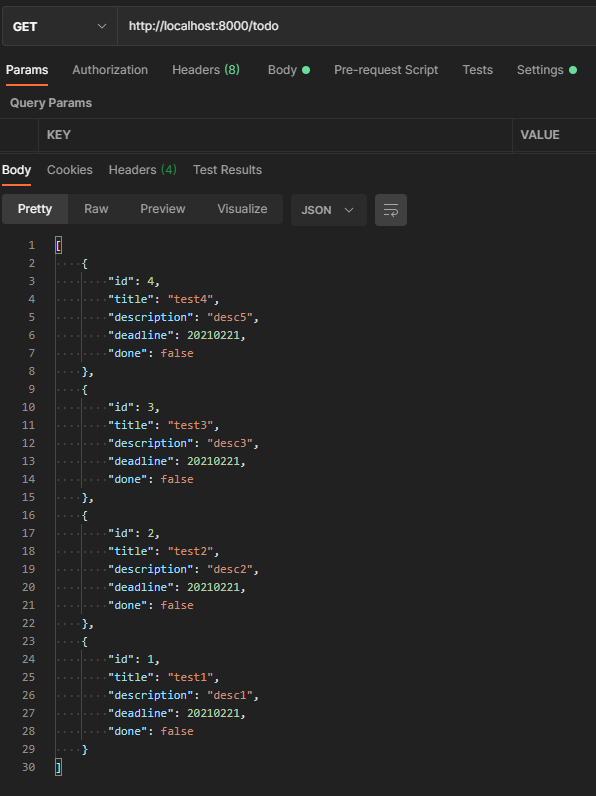 GET http://localhost:8000/todo
Params Authorization Headers (8) Body Pre-request Script Tests Settings
Query Params
KEY VALUE
Body Cookies Headers (4) Test Results
Pretty Raw Preview Visualize JSON
1 [
2 {
3 "id": 4,
4 "title": "test4",
5 "description": "desc5",
6 "deadline": 20210221,
7 "done": false
8 },
9 {
10 "id": 3,
11 "title": "test3",
12 "description": "desc3",
13 "deadline": 20210221,
14 "done": false
15 },
16 {
17 "id": 2,
18 "title": "test2",
19 "description": "desc2",
20 "deadline": 20210221,
21 "done": false
22 },
23 {
24 "id": 1,
25 "title": "test1",
26 "description": "desc1",
27 "deadline": 20210221,
28 "done": false
29 }
30 ]